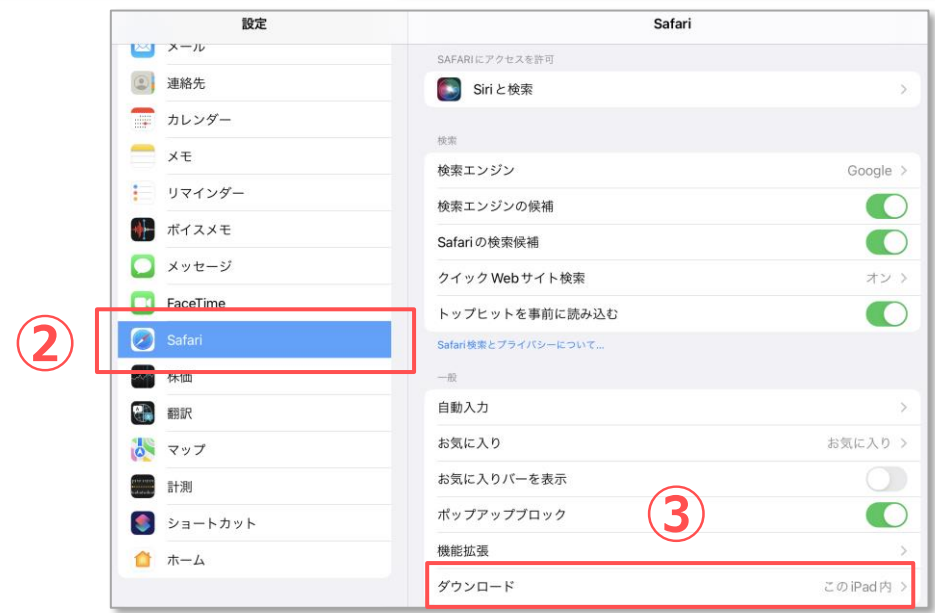 設定
メール
連絡先
カレンダー
メモ
リマインダー
ボイスメモ
メッセージ
FaceTime
②
Safari
株価
翻訳
マップ
計測
ショートカット
ホーム
Safari
SAFARIにアクセスを許可
Siriと検索
検索
検索エンジン Google
検索エンジンの候補
Safariの検索候補
クイックWebサイト検索 オン
トップヒットを事前に読み込む
Safari検索とプライバシーについて...
一般
自動入力
お気に入り お気に入り
お気に入りバーを表示
ポップアップブロック
③
機能拡張
ダウンロード このiPad内